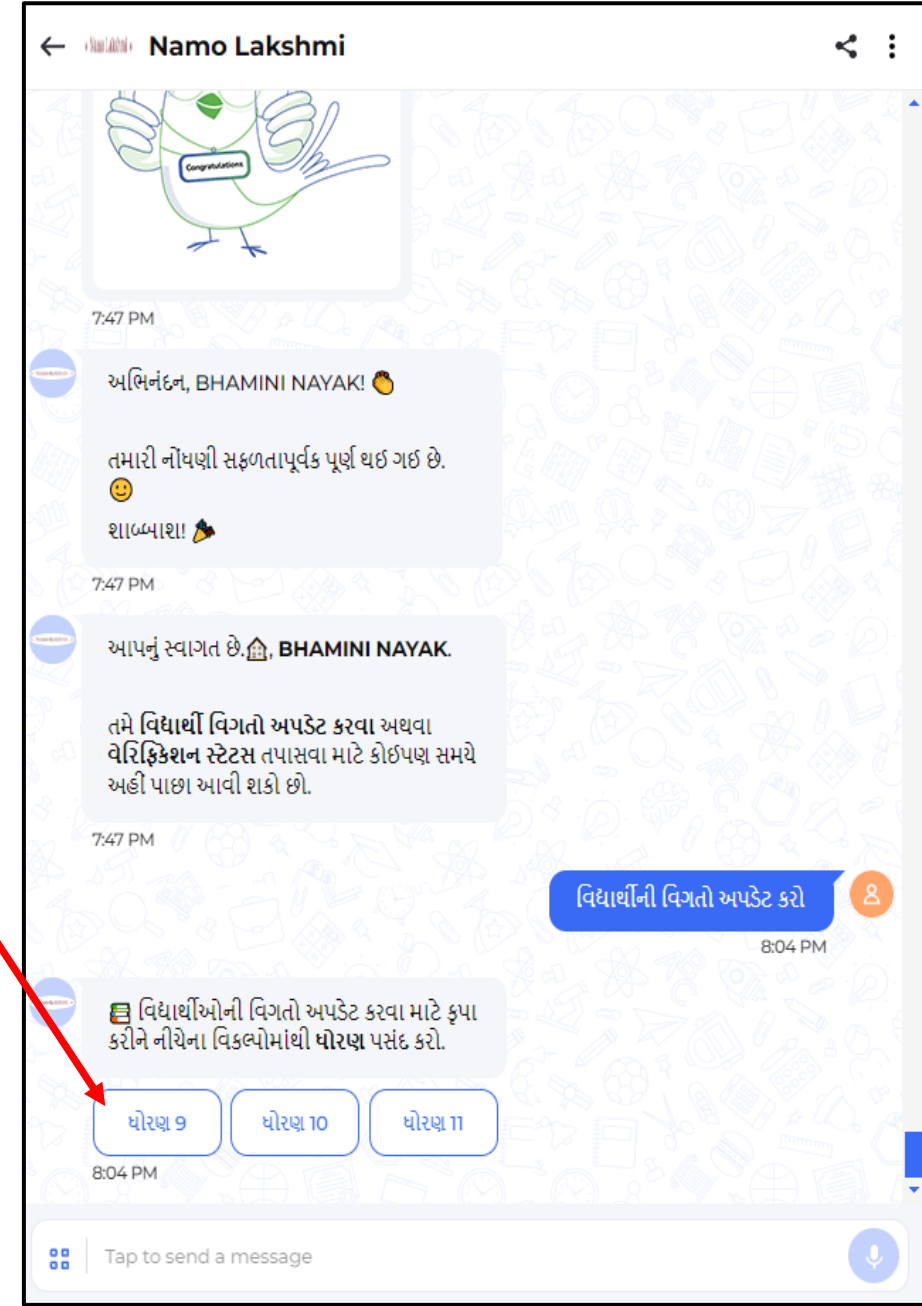 Namo Lakshmi
Congratulations
7:47 PM
અભિનંદન, BHAMINI NAYAK! 👏
તમારી નોંધણી સફળતાપૂર્વક પૂર્ણ થઈ ગઈ છે.
🙂
શાબ્બાશ! 🎉
7:47 PM
આપનું સ્વાગત છે.🏠, BHAMINI NAYAK.
તમે વિદ્યાર્થી વિગતો અપડેટ કરવા અથવા
વેરિફિકેશન સ્ટેટસ તપાસવા માટે કોઈપણ સમયે
અહીં પાછા આવી શકો છો.
7:47 PM
વિદ્યાર્થીની વિગતો અપડેટ કરો
8:04 PM
📚 વિદ્યાર્થીઓની વિગતો અપડેટ કરવા માટે કૃપા
કરીને નીચેના વિકલ્પોમાંથી ધોરણ પસંદ કરો.
ધોરણ 9
ધોરણ 10
ધોરણ 11
8:04 PM
Tap to send a message